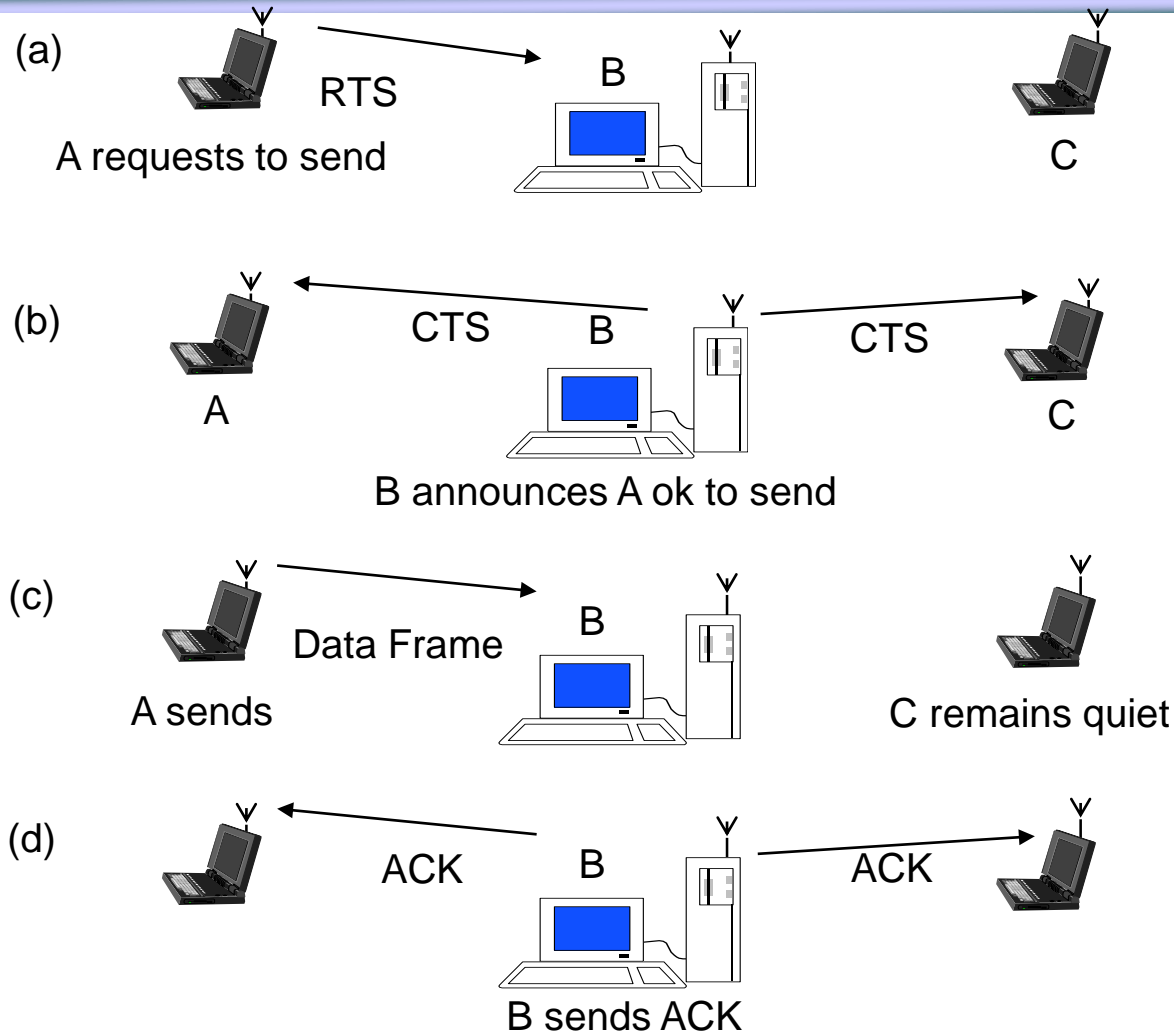 (a)
RTS
B
A requests to send
C
(b)
CTS
B
CTS
A
C
B announces A ok to send
(c)
B
Data Frame
A sends
C remains quiet
(d)
ACK
B
ACK
B sends ACK